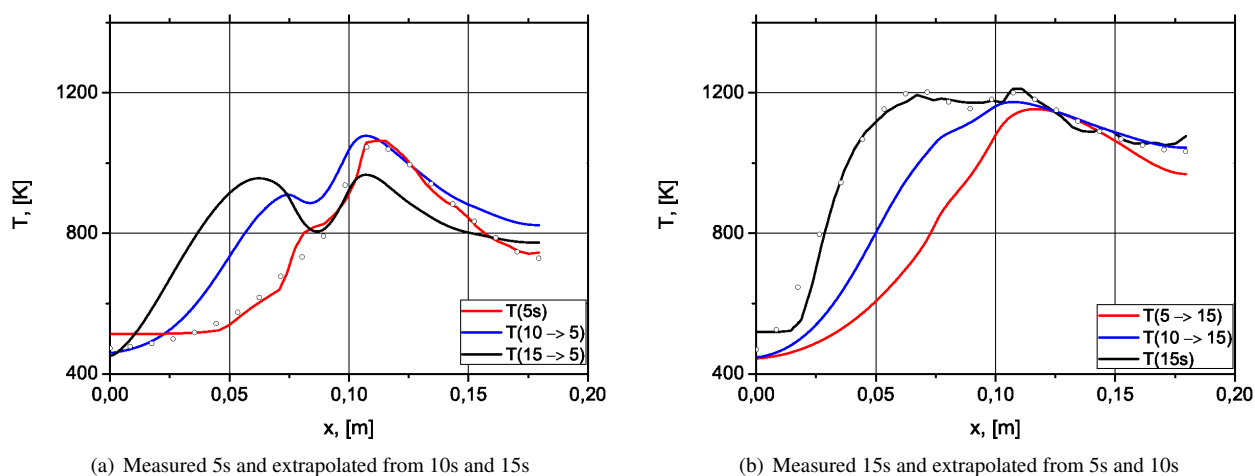 1200
800
400
T, [K]
0,00
0,05
0,10
0,15
0,20
x, [m]
T(5s)
T(10 –> 5)
T(15 –> 5)
(a) Measured 5s and extrapolated from 10s and 15s
1200
800
400
T, [K]
0,00
0,05
0,10
0,15
0,20
x, [m]
T(5 –> 15)
T(10 –> 15)
T(15s)
(b) Measured 15s and extrapolated from 5s and 10s